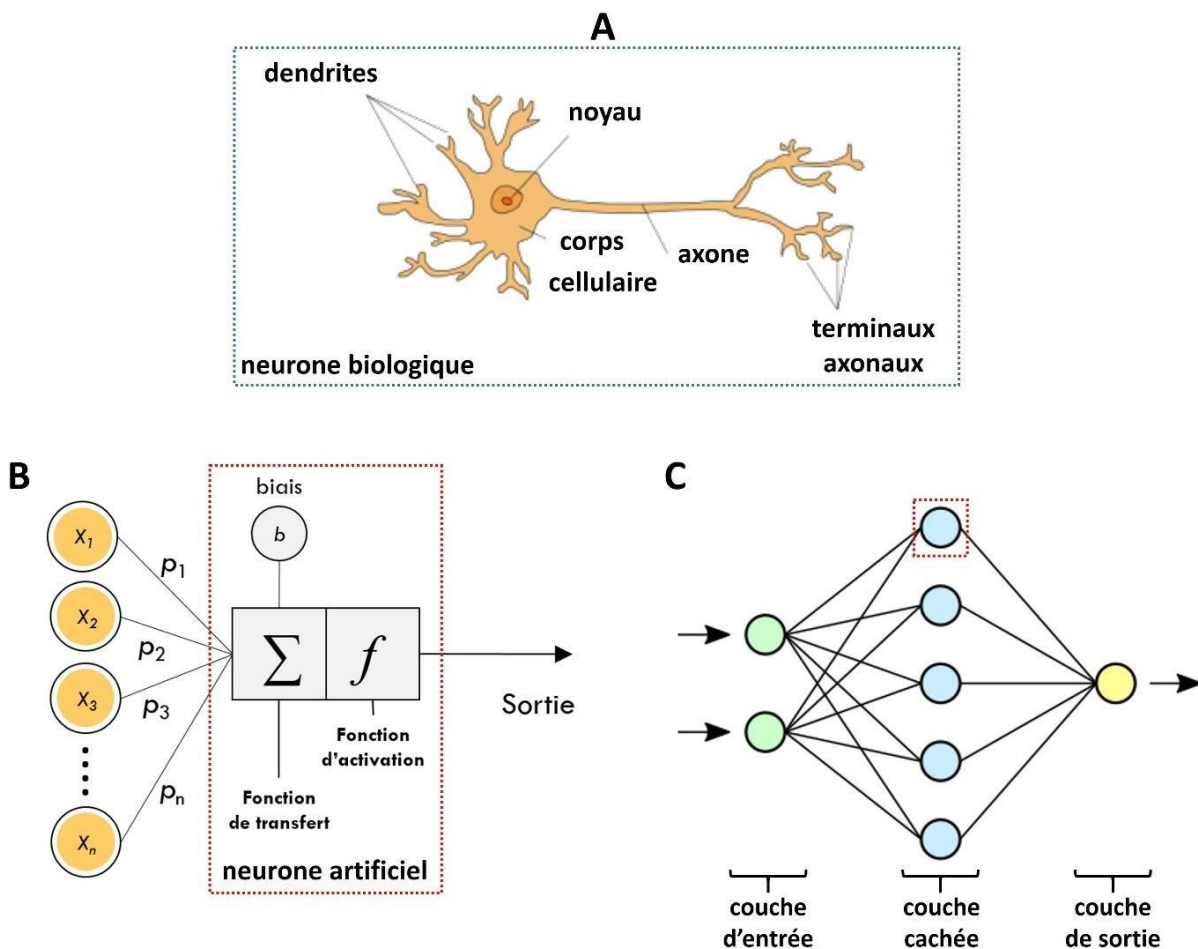 A
dendrites
noyau
corps
cellulaire
axone
terminaux
axonaux
neurone biologique
B
biais
b
X1
X2
X3
Xn
p1
p2
p3
pn
∑
f
Sortie
Fonction
d'activation
Fonction
de transfert
neurone artificiel
C
couche
d'entrée
couche
cachée
couche
de sortie